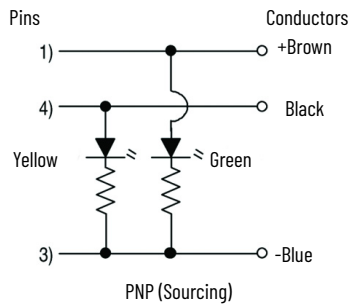 Pins
Conductors
1)
+Brown
4)
Black
Yellow
Green
3)
-Blue
PNP (Sourcing)